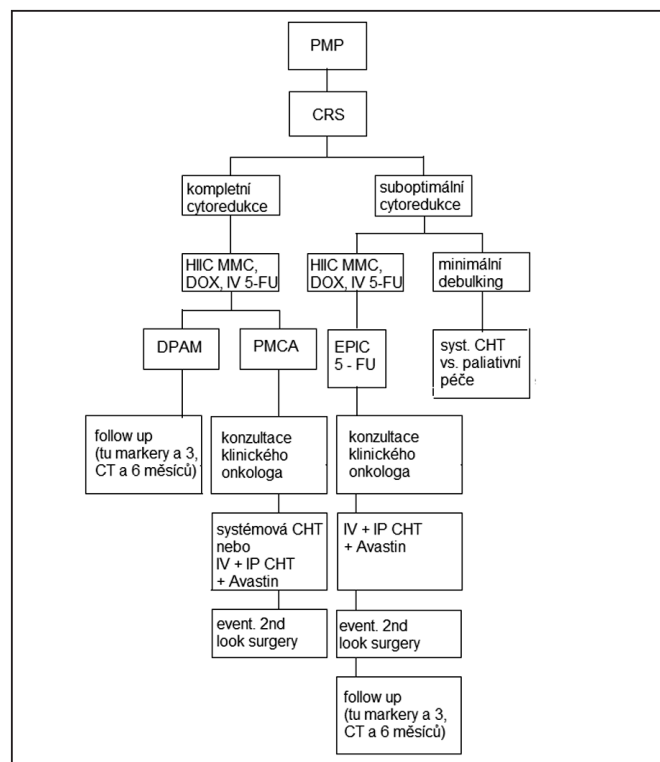 PMP
CRS
kompletní
cytoredukce
suboptimální
cytoredukce
HIIC MMC,
DOX, IV 5-FU
HIIC MMC,
DOX, IV 5-FU
minimální
debulking
DPAM
PMCA
EPIC
5 - FU
syst. CHT
vs. paliativní
péče
follow up
(tu markery a 3,
CT a 6 měsíců)
konzultace
klinického
onkologa
konzultace
klinického
onkologa
systémová CHT
nebo
IV + IP CHT
+ Avastin
IV + IP CHT
+ Avastin
event. 2nd
look surgery
event. 2nd
look surgery
follow up
(tu markery a 3,
CT a 6 měsíců)